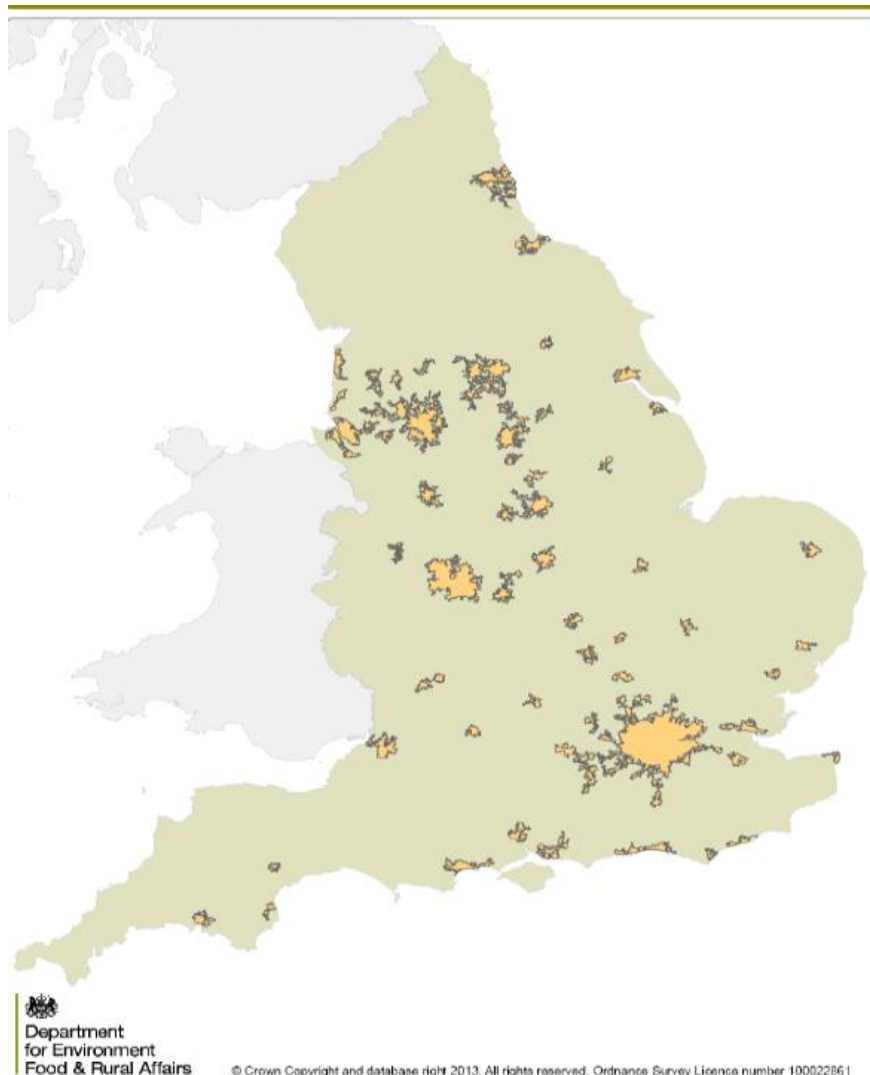 Department
for Environment
Food & Rural Affairs
© Crown Copyright and database right 2013. All rights reserved. Ordnance Survey Licence number 100022861